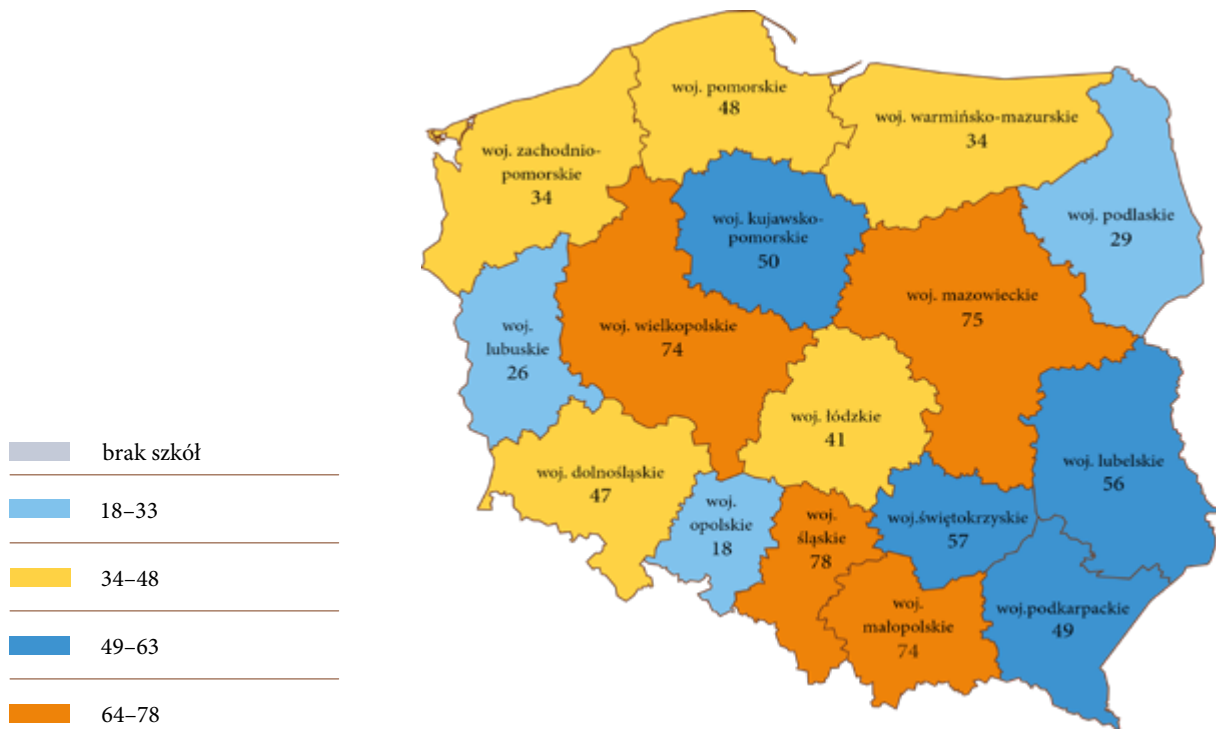 woj. pomorskie
48
woj. warmińsko-mazurskie
34
woj. zachodnio-
pomorskie
34
woj. kujawsko-
pomorskie
50
woj. podlaskie
29
woj. mazowieckie
75
woj. wielkopolskie
74
woj.
lubuskie
26
woj. łódzkie
41
woj. lubelskie
56
woj. dolnośląskie
47
woj.
opolskie
18
woj.
śląskie
78
woj.świętokrzyskie
57
woj.
małopolskie
74
woj.podkarpackie
49
brak szkół
18–33
34–48
49–63
64–78